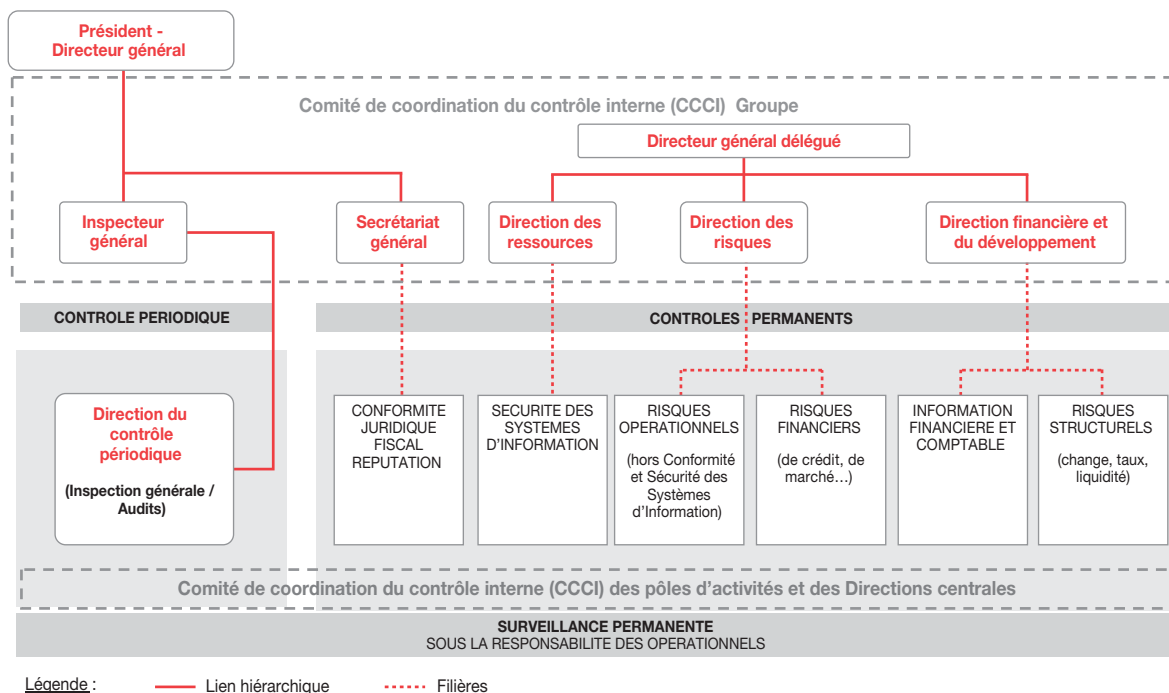 Président -
Directeur général
Comité de coordination du contrôle interne (CCCI) Groupe
Directeur général délégué
Inspecteur
général
Secrétariat
général
Direction des
ressources
Direction des
risques
Direction financière et
du développement
CONTROLE PERIODIQUE
CONTROLES PERMANENTS
Direction du
contrôle
périodique
(Inspection générale /
Audits)
CONFORMITE
JURIDIQUE
FISCAL
REPUTATION
SECURITE DES
SYSTEMES
D'INFORMATION
RISQUES
OPERATIONNELS
(hors Conformité
et Sécurité des
Systèmes
d'Information)
RISQUES
FINANCIERS
(de crédit, de
marché…)
INFORMATION
FINANCIERE ET
COMPTABLE
RISQUES
STRUCTURELS
(change, taux,
liquidité)
Comité de coordination du contrôle interne (CCCI) des pôles d'activités et des Directions centrales
SURVEILLANCE PERMANENTE
SOUS LA RESPONSABILITE DES OPERATIONNELS
Légende :
Lien hiérarchique
Filières